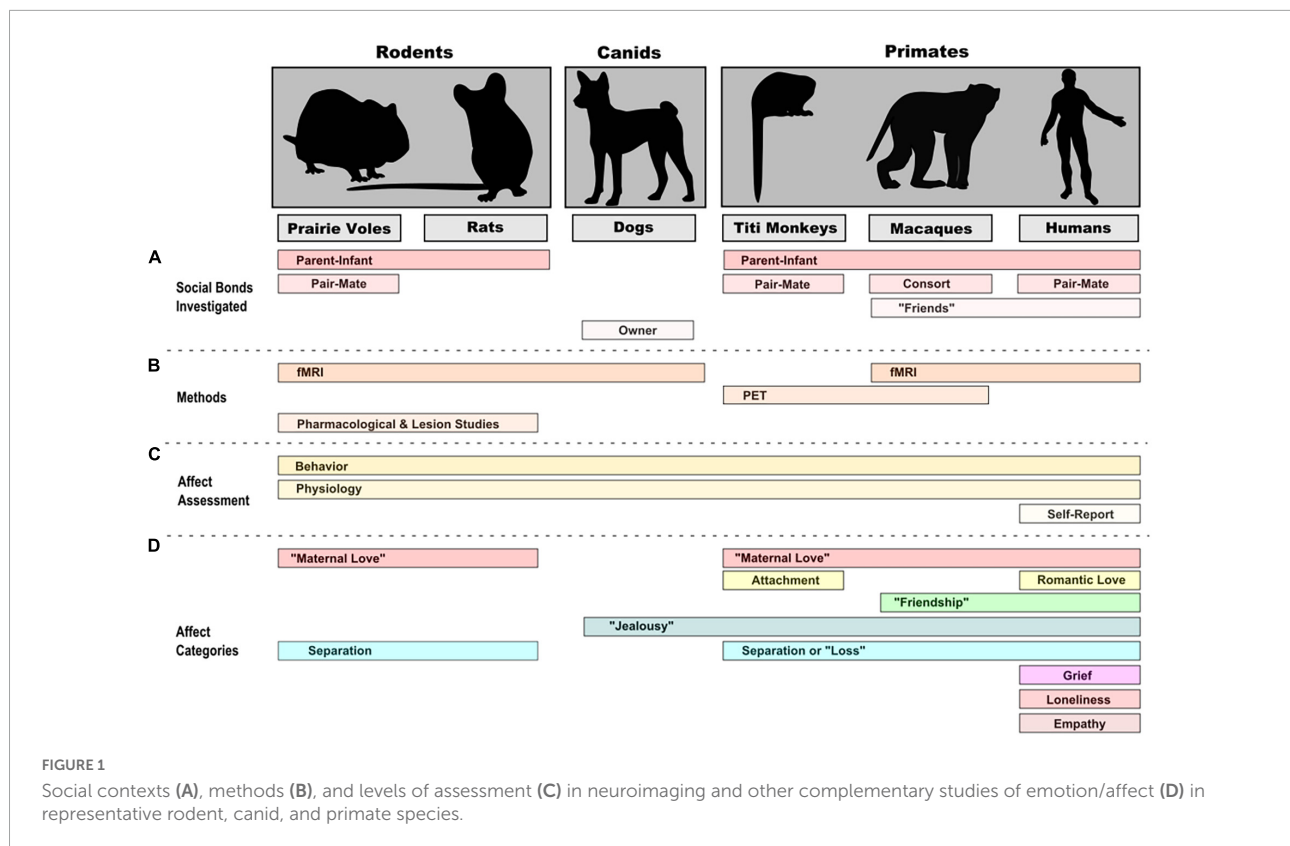 Rodents Canids Primates
Prairie Voles Rats Dogs Titi Monkeys Macaques Humans
A
Social Bonds
Investigated
Parent-Infant Parent-Infant
Pair-Mate Pair-Mate Consort Pair-Mate
"Friends"
Owner
B
Methods
fMRI fMRI
PET
Pharmacological & Lesion Studies
C
Affect
Assessment
Behavior
Physiology
Self-Report
D
Affect
Categories
"Maternal Love" "Maternal Love"
Attachment Romantic Love
"Friendship"
"Jealousy"
Separation Separation or "Loss"
Grief
Loneliness
Empathy
FIGURE 1
Social contexts (A), methods (B), and levels of assessment (C) in neuroimaging and other complementary studies of emotion/affect (D) in
representative rodent, canid, and primate species.